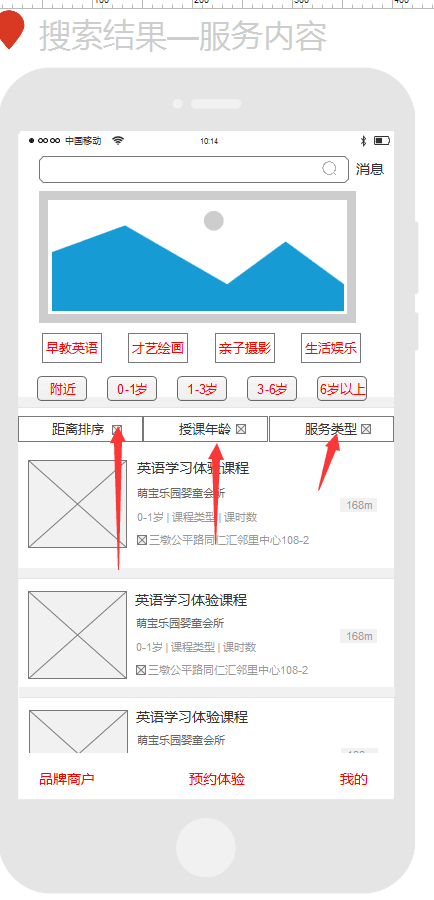 100 200 300 400
搜索结果—服务内容
中国移动 10:14
消息
早教英语 才艺绘画 亲子摄影 生活娱乐
附近 0-1岁 1-3岁 3-6岁 6岁以上
距离排序 授课年龄 服务类型
英语学习体验课程
萌宝乐园婴童会所
168m
0-1岁 | 课程类型 | 课时数
三墩公平路同仁汇邻里中心108-2
英语学习体验课程
萌宝乐园婴童会所
168m
0-1岁 | 课程类型 | 课时数
三墩公平路同仁汇邻里中心108-2
英语学习体验课程
萌宝乐园婴童会所
品牌商户 预约体验 我的